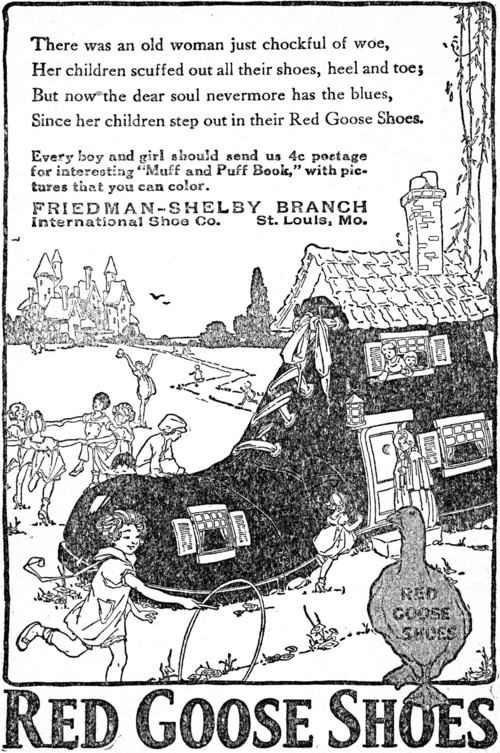 There was an old woman just chockful of woe,
Her children scuffed out all their shoes, heel and toe;
But now the dear soul nevermore has the blues,
Since her children step out in their Red Goose Shoes.
Every boy and girl should send us 4c postage
for interesting "Muff and Puff Book," with pic-
tures that you can color.
FRIEDMAN-SHELBY BRANCH
International Shoe Co. St. Louis, Mo.
RED
GOOSE
SHOES
RED GOOSE SHOES